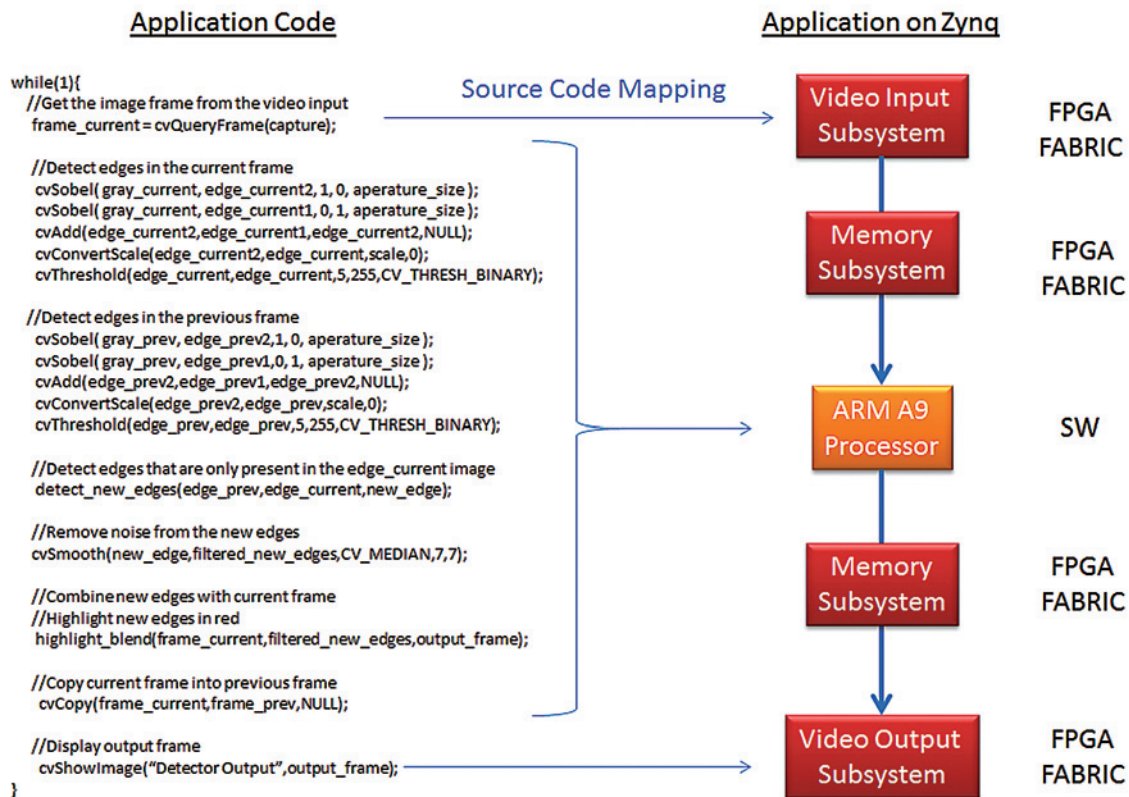 Application Code
while(1){
//Get the image frame from the video input
frame_current = cvQueryFrame(capture);
//Detect edges in the current frame
cvSobel( gray_current, edge_current2, 1, 0, aperature_size );
cvSobel( gray_current, edge_current1, 0, 1, aperature_size );
cvAdd(edge_current2,edge_current1,edge_current2,NULL);
cvConvertScale(edge_current2,edge_current,scale,0);
cvThreshold(edge_current,edge_current,5,255,CV_THRESH_BINARY);
//Detect edges in the previous frame
cvSobel( gray_prev, edge_prev2,1, 0, aperature_size );
cvSobel( gray_prev, edge_prev1,0, 1, aperature_size );
cvAdd(edge_prev2,edge_prev1,edge_prev2,NULL);
cvConvertScale(edge_prev2,edge_prev,scale,0);
cvThreshold(edge_prev,edge_prev,5,255,CV_THRESH_BINARY);
//Detect edges that are only present in the edge_current image
detect_new_edges(edge_prev,edge_current,new_edge);
//Remove noise from the new edges
cvSmooth(new_edge,filtered_new_edges,CV_MEDIAN,7,7);
//Combine new edges with current frame
//Highlight new edges in red
highlight_blend(frame_current,filtered_new_edges,output_frame);
//Copy current frame into previous frame
cvCopy(frame_current,frame_prev,NULL);
//Display output frame
cvShowImage(“Detector Output”,output_frame);
}
Source Code Mapping
Application on Zynq
Video Input
Subsystem
FPGA
FABRIC
Memory
Subsystem
FPGA
FABRIC
ARM A9
Processor
SW
Memory
Subsystem
FPGA
FABRIC
Video Output
Subsystem
FPGA
FABRIC